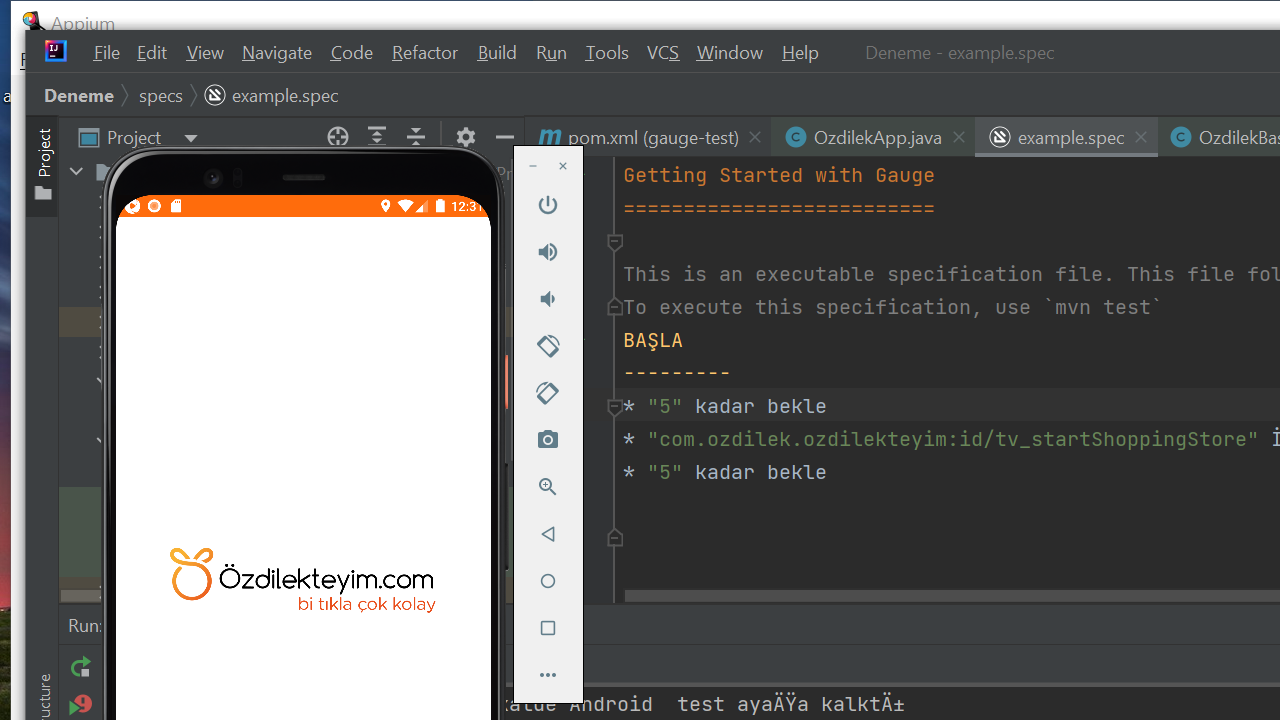 Appium
File Edit View Navigate Code Refactor Build Run Tools VCS Window Help
Deneme - example.spec
Deneme specs example.spec
Project
Project
pom.xml (gauge-test)
OzdilekApp.java
example.spec
OzdilekBas
12:31
Getting Started with Gauge
==========================
This is an executable specification file. This file fol
To execute this specification, use `mvn test`
BAŞLA
---------
* "5" kadar bekle
* "com.ozdilek.ozdilekteyim:id/tv_startShoppingStore" İ
* "5" kadar bekle
Özdilekteyim.com
bi tıkla çok kolay
Run:
ucture
9
Android test ayaÄŸa kalktÄ±